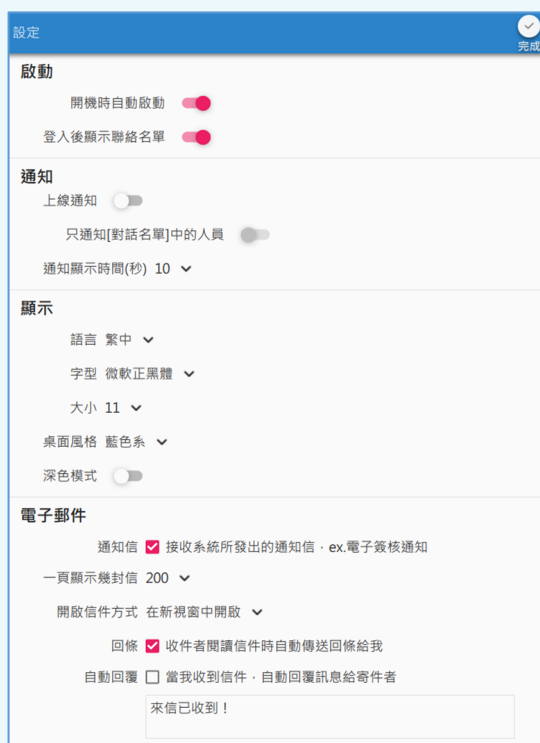 設定
完成
啟動
開機時自動啟動
登入後顯示聯絡名單
通知
上線通知
只通知[對話名單]中的人員
通知顯示時間(秒) 10
顯示
語言 繁中
字型 微軟正黑體
大小 11
桌面風格 藍色系
深色模式
電子郵件
通知信 接收系統所發出的通知信，ex.電子簽核通知
一頁顯示幾封信 200
開啟信件方式 在新視窗中開啟
回條 收件者閱讀信件時自動傳送回條給我
自動回覆 當我收到信件，自動回覆訊息給寄件者
來信已收到！